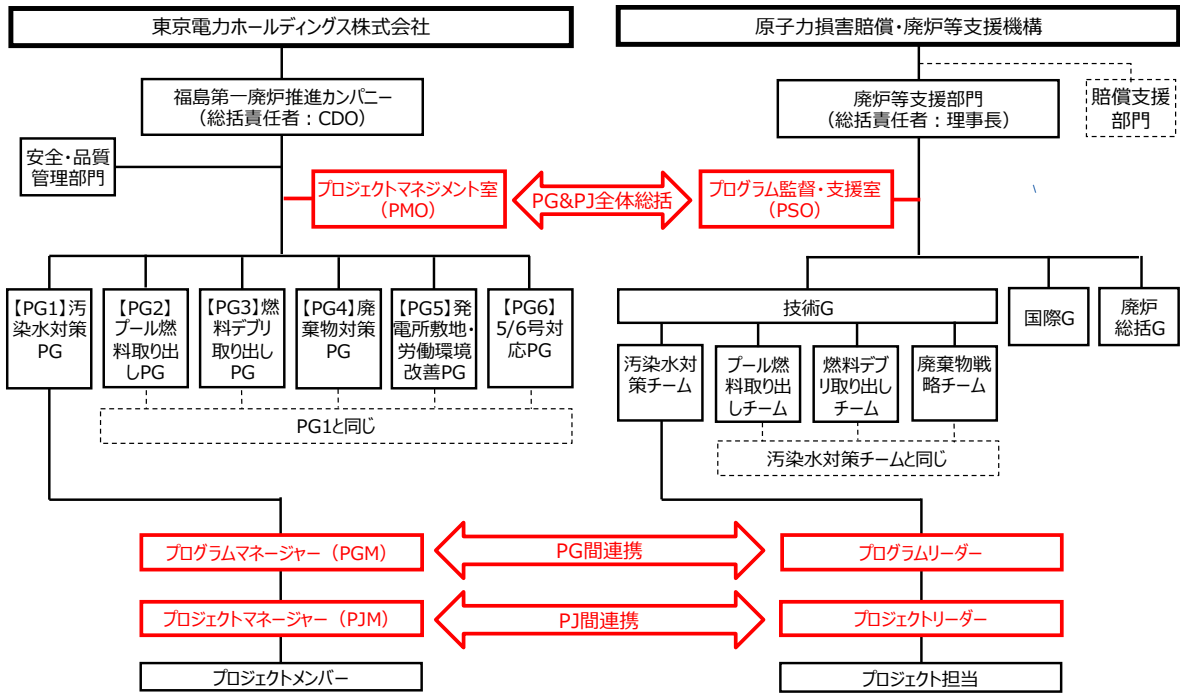 東京電力ホールディングス株式会社
原子力損害賠償・廃炉等支援機構
福島第一廃炉推進カンパニー
(総括責任者:CDO)
廃炉等支援部門
(総括責任者:理事長)
賠償支援
部門
安全・品質
管理部門
プロジェクトマネジメント室
(PMO)
PG&PJ全体総括
プログラム監督・支援室
(PSO)
【PG1】汚
染水対策
PG
【PG2】
プール燃
料取り出
しPG
【PG3】燃
料デブリ
取り出し
PG
【PG4】廃
棄物対策
PG
【PG5】発
電所敷地・
労働環境
改善PG
【PG6】
5/6号対
応PG
PG1と同じ
技術G
国際G
廃炉
総括G
汚染水対
策チーム
プール燃
料取り出
しチーム
燃料デブ
リ取り出し
チーム
廃棄物戦
略チーム
汚染水対策チームと同じ
プログラムマネージャー(PGM)
PG間連携
プログラムリーダー
プロジェクトマネージャー(PJM)
PJ間連携
プロジェクトリーダー
プロジェクトメンバー
プロジェクト担当